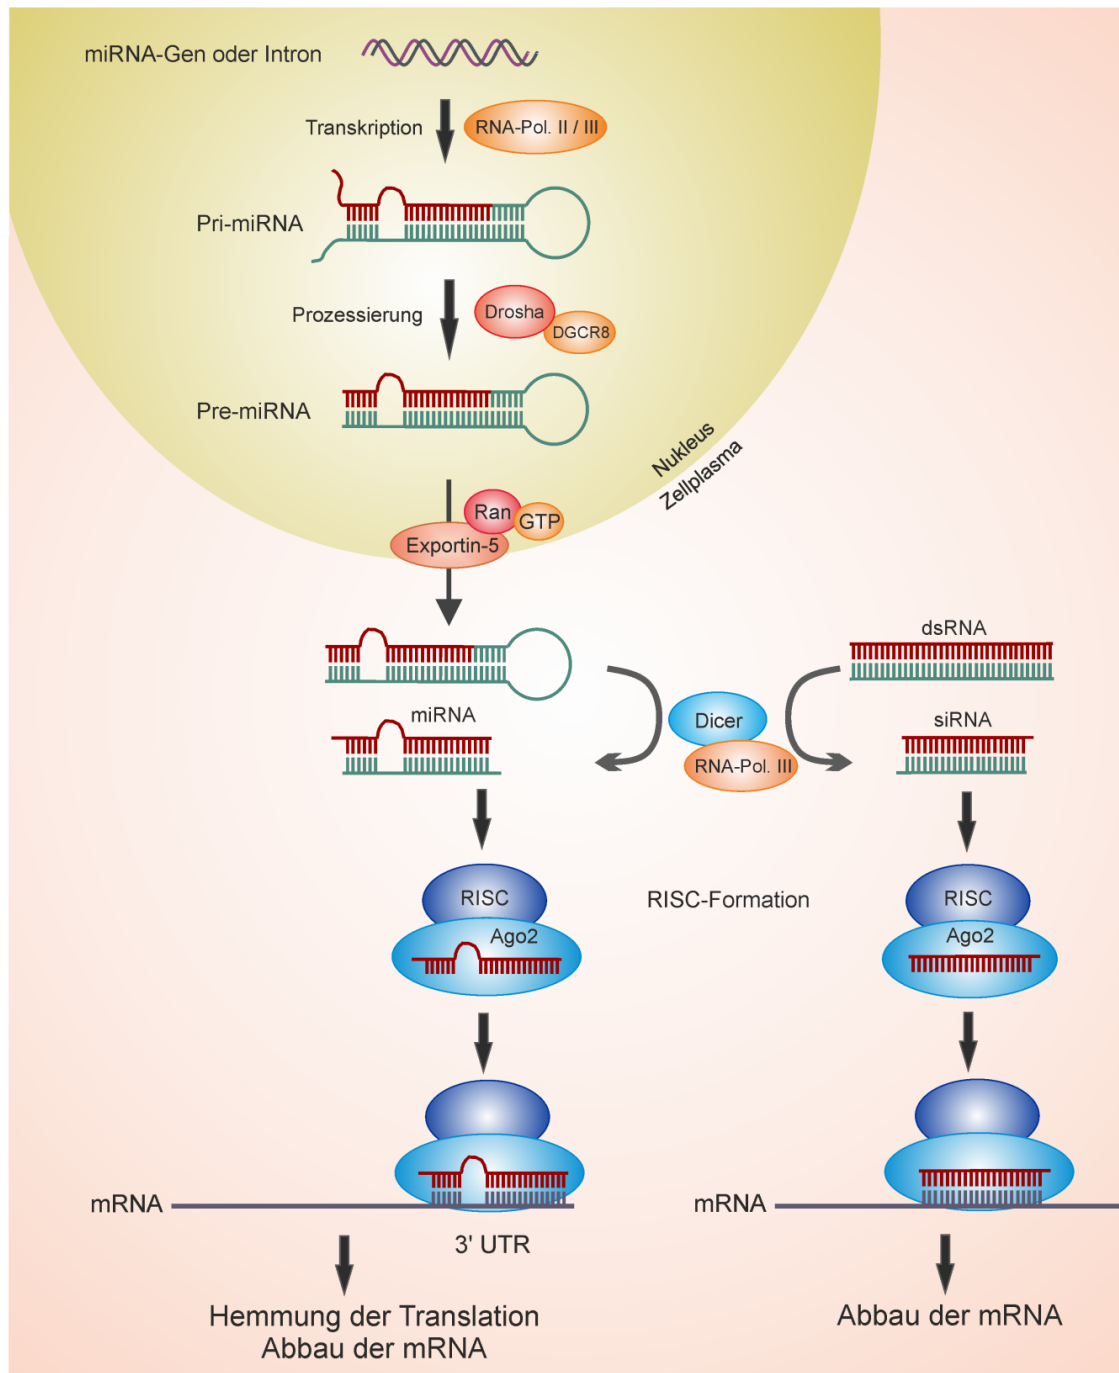 miRNA-Gen oder Intron
Transkription
RNA-Pol. II / III
Pri-miRNA
Prozessierung
Drosha
DGCR8
Pre-miRNA
Nukleus
Zellplasma
Ran
GTP
Exportin-5
dsRNA
miRNA
Dicer
RNA-Pol. III
siRNA
RISC
Ago2
RISC-Formation
RISC
Ago2
mRNA
3' UTR
mRNA
Hemmung der Translation
Abbau der mRNA
Abbau der mRNA